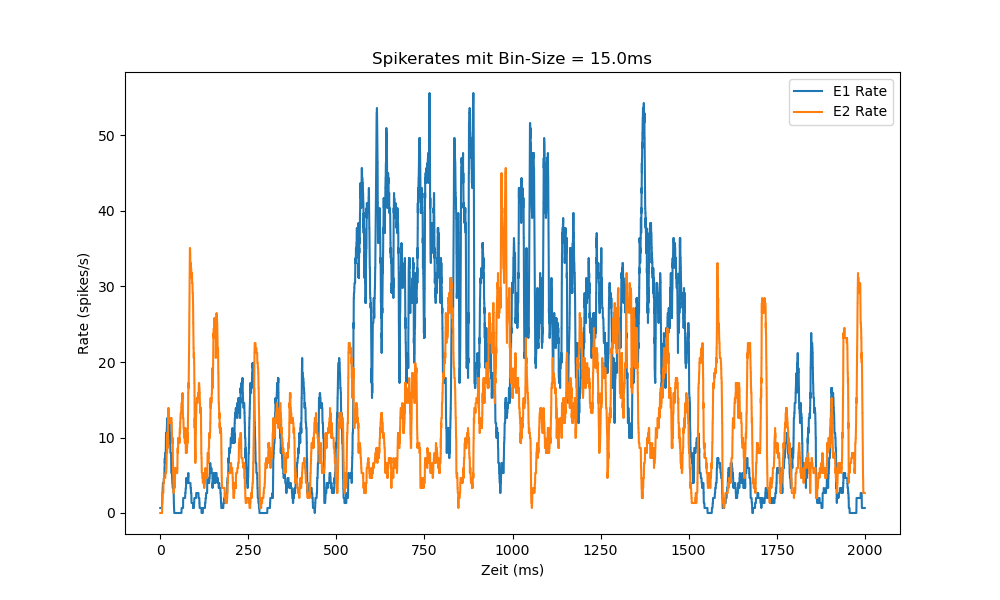 Spikerates mit Bin-Size = 15.0ms
E1 Rate
E2 Rate
Rate (spikes/s)
50
40
30
20
10
0
0 250 500 750 1000 1250 1500 1750 2000
Zeit (ms)